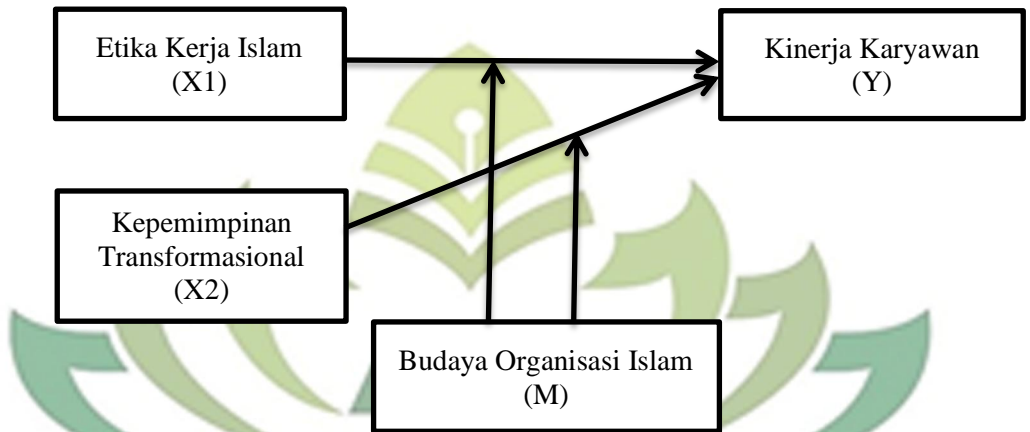 Etika Kerja Islam
(X1)
Kinerja Karyawan
(Y)
Kepemimpinan
Transformasional
(X2)
Budaya Organisasi Islam
(M)